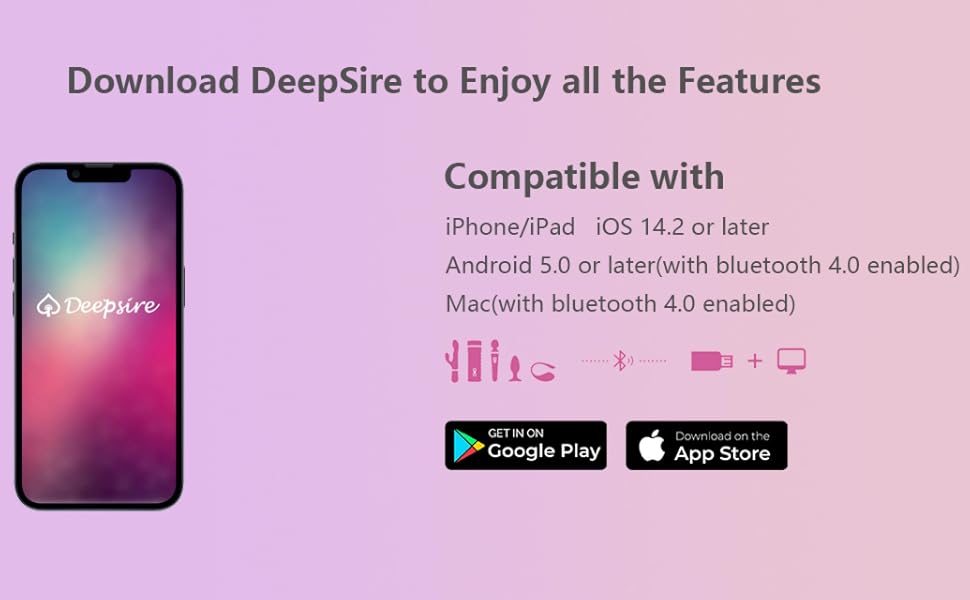 Download DeepSire to Enjoy all the Features
Deepsire
Compatible with
iPhone/iPad iOS 14.2 or later
Android 5.0 or later(with bluetooth 4.0 enabled)
Mac(with bluetooth 4.0 enabled)
GET IN ON
Google Play
Download on the
App Store